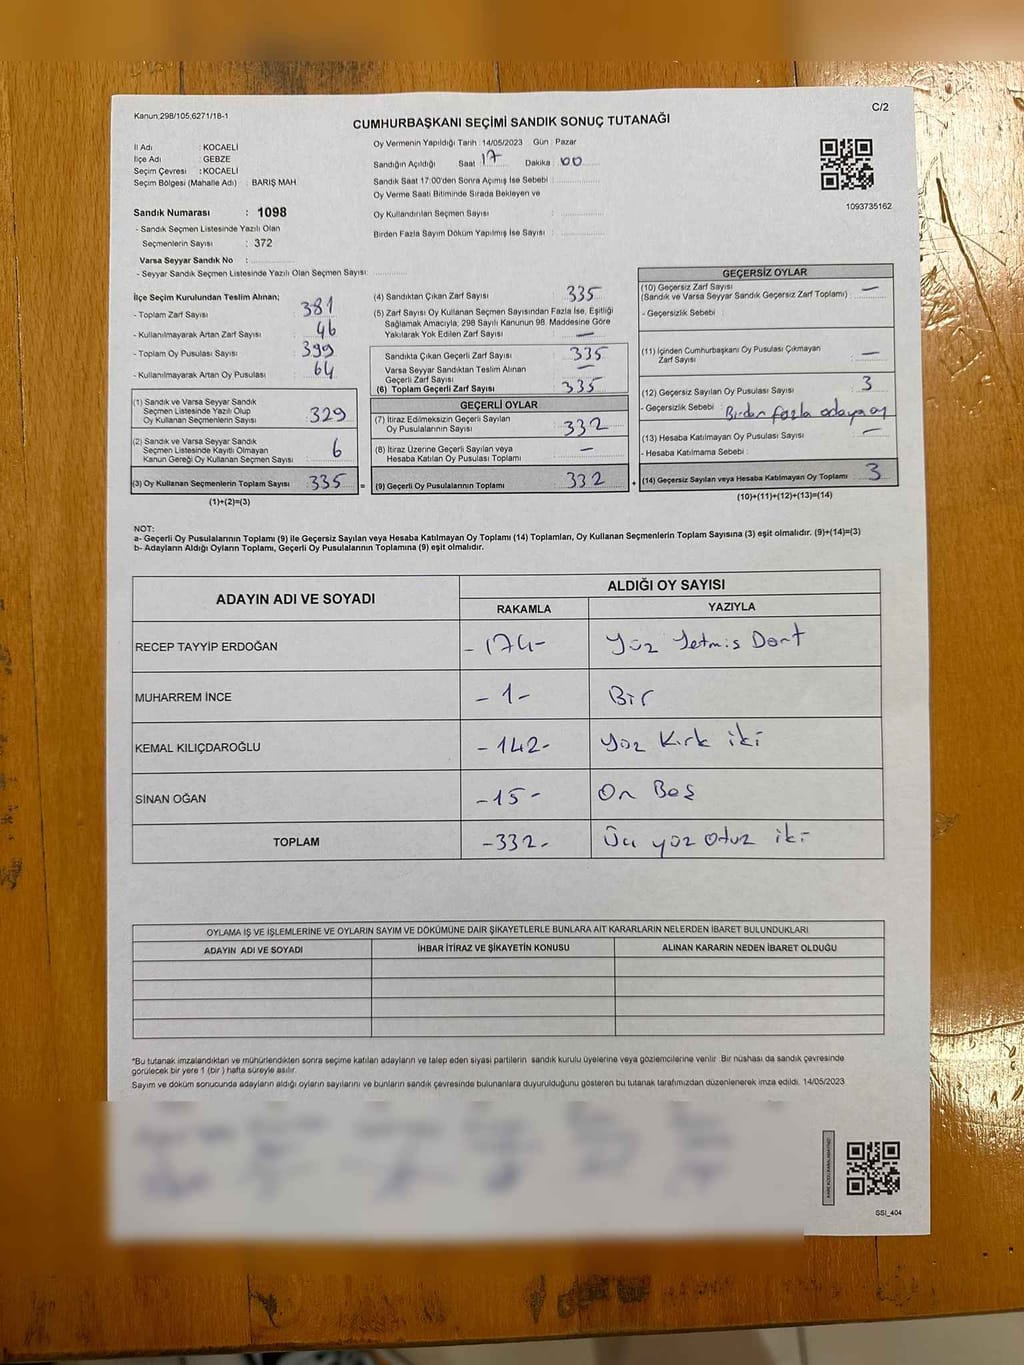 Kanun,298/105,6271/18-1
C/2
CUMHURBAŞKANI SEÇİMİ SANDIK SONUÇ TUTANAĞI
İl Adı : KOCAELİ
İlçe Adı : GEBZE
Seçim Çevresi : KOCAELİ
Seçim Bölgesi (Mahalle Adı) : BARIŞ MAH
Sandık Numarası : 1098
- Sandık Seçmen Listesinde Yazılı Olan
Seçmenlerin Sayısı : 372
Varsa Seyyar Sandık No :
- Seyyar Sandık Seçmen Listesinde Yazılı Olan Seçmen Sayısı:
Oy Vermenin Yapıldığı Tarih : 14/05/2023 Gün : Pazar
Sandığın Açıldığı Saat : 17 Dakika : 00
Sandık Saat 17:00'den Sonra Açımış İse Sebebi :
Oy Verme Saati Bitiminde Sırada Bekleyen ve
Oy Kullandırılan Seçmen Sayısı :
Birden Fazla Sayım Döküm Yapılmış İse Sayısı :
1093735162
İlçe Seçim Kurulundan Teslim Alınan;
- Toplam Zarf Sayısı : 381
- Kullanılmayarak Artan Zarf Sayısı : 46
- Toplam Oy Pusulası Sayısı : 399
- Kullanılmayarak Artan Oy Pusulası : 64
(1) Sandık ve Varsa Seyyar Sandık
Seçmen Listesinde Yazılı Olup
Oy Kullanan Seçmenlerin Sayısı : 329
(2) Sandık ve Varsa Seyyar Sandık
Seçmen Listesinde Kayıtlı Olmayan
Kanun Gereği Oy Kullanan Seçmen Sayısı : 6
(3) Oy Kullanan Seçmenlerin Toplam Sayısı : 335
(1)+(2)=(3)
(4) Sandıktan Çıkan Zarf Sayısı : 335
(5) Zarf Sayısı Oy Kullanan Seçmen Sayısından Fazla İse, Eşitliği
Sağlamak Amacıyla; 298 Sayılı Kanunun 98. Maddesine Göre
Yakılarak Yok Edilen Zarf Sayısı : —
Sandıkta Çıkan Geçerli Zarf Sayısı : 335
Varsa Seyyar Sandıktan Teslim Alınan
Geçerli Zarf Sayısı : —
(6) Toplam Geçerli Zarf Sayısı : 335
GEÇERLİ OYLAR
(7) İtiraz Edilmeksizin Geçerli Sayılan
Oy Pusulalarının Sayısı : 332
(8) İtiraz Üzerine Geçerli Sayılan veya
Hesaba Katılan Oy Pusulası Toplamı : —
= (9) Geçerli Oy Pusulalarının Toplamı : 332
GEÇERSİZ OYLAR
(10) Geçersiz Zarf Sayısı
(Sandık ve Varsa Seyyar Sandık Geçersiz Zarf Toplamı) : —
- Geçersizlik Sebebi :
(11) İçinden Cumhurbaşkanı Oy Pusulası Çıkmayan
Zarf Sayısı : —
(12) Geçersiz Sayılan Oy Pusulası Sayısı : 3
- Geçersizlik Sebebi : Birden fazla adaya oy
(13) Hesaba Katılmayan Oy Pusulası Sayısı : —
- Hesaba Katılmama Sebebi :
+ (14) Geçersiz Sayılan veya Hesaba Katılmayan Oy Toplamı : 3
(10)+(11)+(12)+(13)=(14)
NOT:
a- Geçerli Oy Pusulalarının Toplamı (9) ile Geçersiz Sayılan veya Hesaba Katılmayan Oy Toplamı (14) Toplamları, Oy Kullanan Seçmenlerin Toplam Sayısına (3) eşit olmalıdır. (9)+(14)=(3)
b- Adayların Aldığı Oyların Toplamı, Geçerli Oy Pusulalarının Toplamına (9) eşit olmalıdır.
ADAYIN ADI VE SOYADI
ALDIĞI OY SAYISI
RAKAMLA YAZIYLA
RECEP TAYYİP ERDOĞAN - 174- Yüz Yetmis Dört
MUHARREM İNCE - 1 - Bir
KEMAL KILIÇDAROĞLU - 142- Yüz Kırk iki
SİNAN OĞAN -15- On Beş
TOPLAM -332- Üç yüz otuz iki
OYLAMA İŞ VE İŞLEMLERİNE VE OYLARIN SAYIM VE DÖKÜMÜNE DAİR ŞİKAYETLERLE BUNLARA AİT KARARLARIN NELERDEN İBARET BULUNDUKLARI
ADAYIN ADI VE SOYADI İHBAR İTİRAZ VE ŞİKAYETİN KONUSU ALINAN KARARIN NEDEN İBARET OLDUĞU
*Bu tutanak imzalandıktan ve mühürlendikten sonra seçime katılan adayların ve talep eden siyasi partilerin sandık kurulu üyelerine veya gözlemcilerine verilir. Bir nüshası da sandık çevresinde
görülecek bir yere 1 (bir) hafta süreyle asılır.
Sayım ve döküm sonucunda adayların aldığı oyların sayılarını ve bunların sandık çevresinde bulunanlara duyurulduğunu gösteren bu tutanak tarafımızdan düzenlenerek imza edildi. 14/05/2023
SSİ_404